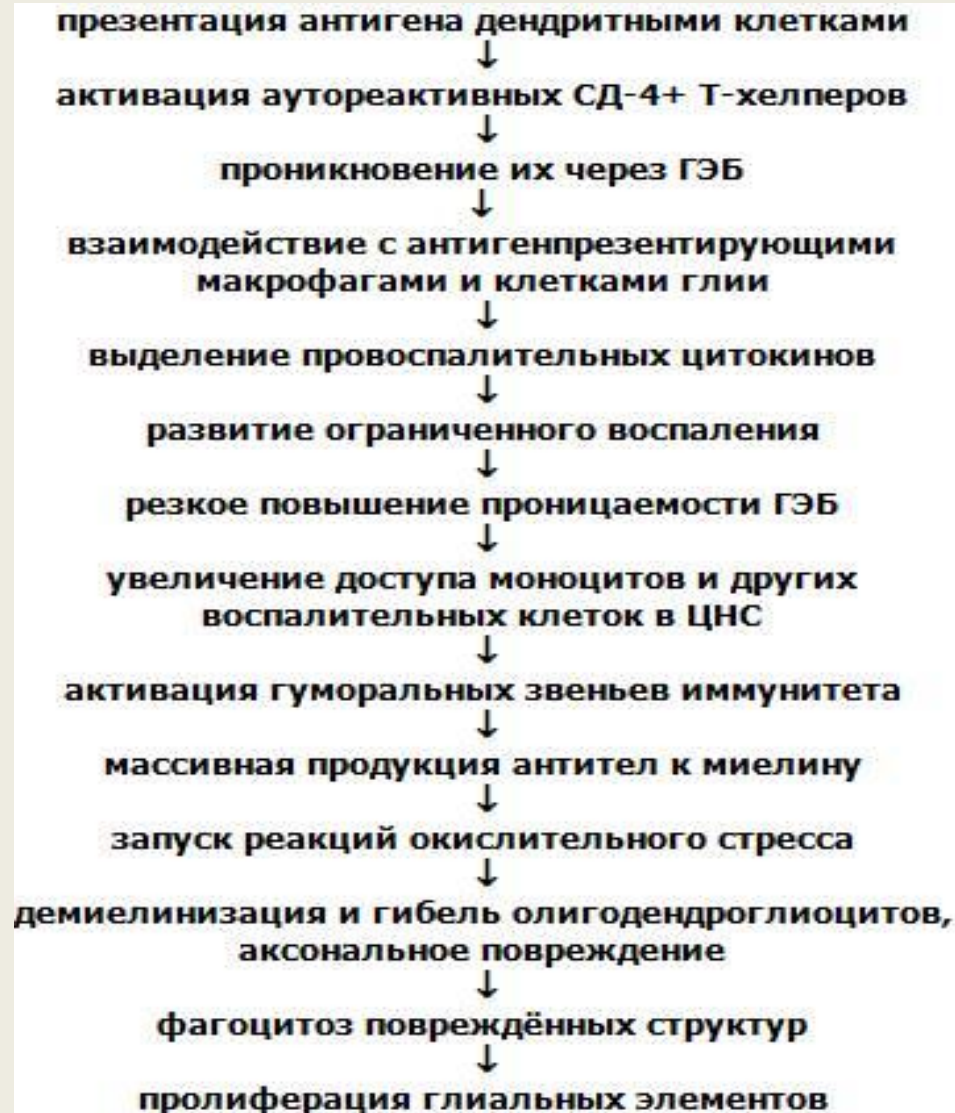 презентация антигена дендритными клетками
↓
активация аутореактивных СД-4+ Т-хелперов
↓
проникновение их через ГЭБ
↓
взаимодействие с антигенпрезентирующими
макрофагами и клетками глии
↓
выделение провоспалительных цитокинов
↓
развитие ограниченного воспаления
↓
резкое повышение проницаемости ГЭБ
↓
увеличение доступа моноцитов и других
воспалительных клеток в ЦНС
↓
активация гуморальных звеньев иммунитета
↓
массивная продукция антител к миелину
↓
запуск реакций окислительного стресса
↓
демиелинизация и гибель олигодендроглиоцитов,
аксональное повреждение
↓
фагоцитоз повреждённых структур
↓
пролиферация глиальных элементов